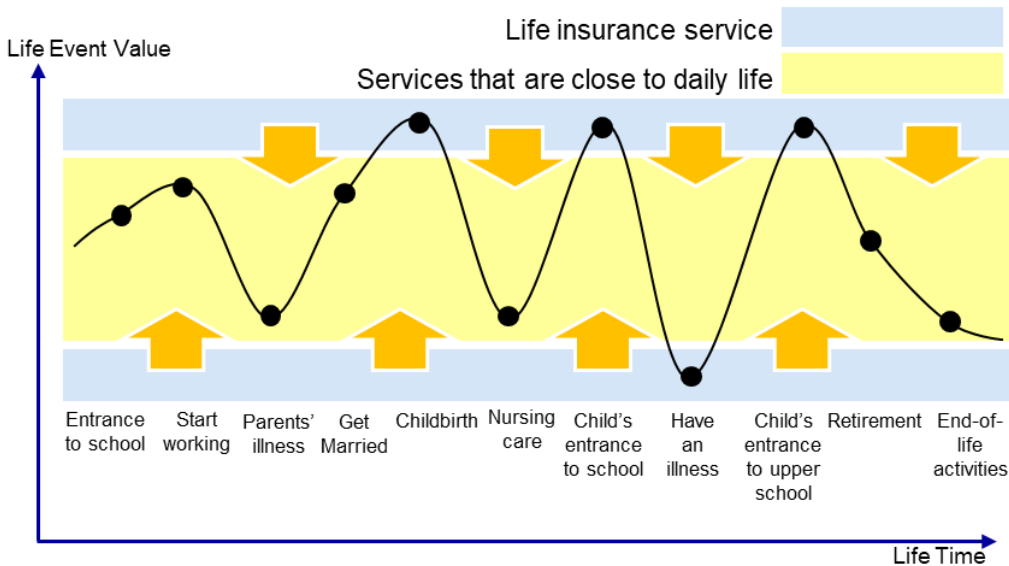 Life insurance service
Life Event Value
Services that are close to daily life
Entrance
to school
Start
working
Parents’
illness
Get
Married
Childbirth
Nursing
care
Child’s
entrance
to school
Have
an
illness
Child’s
entrance
to upper
school
Retirement
End-of-
life
activities
Life Time